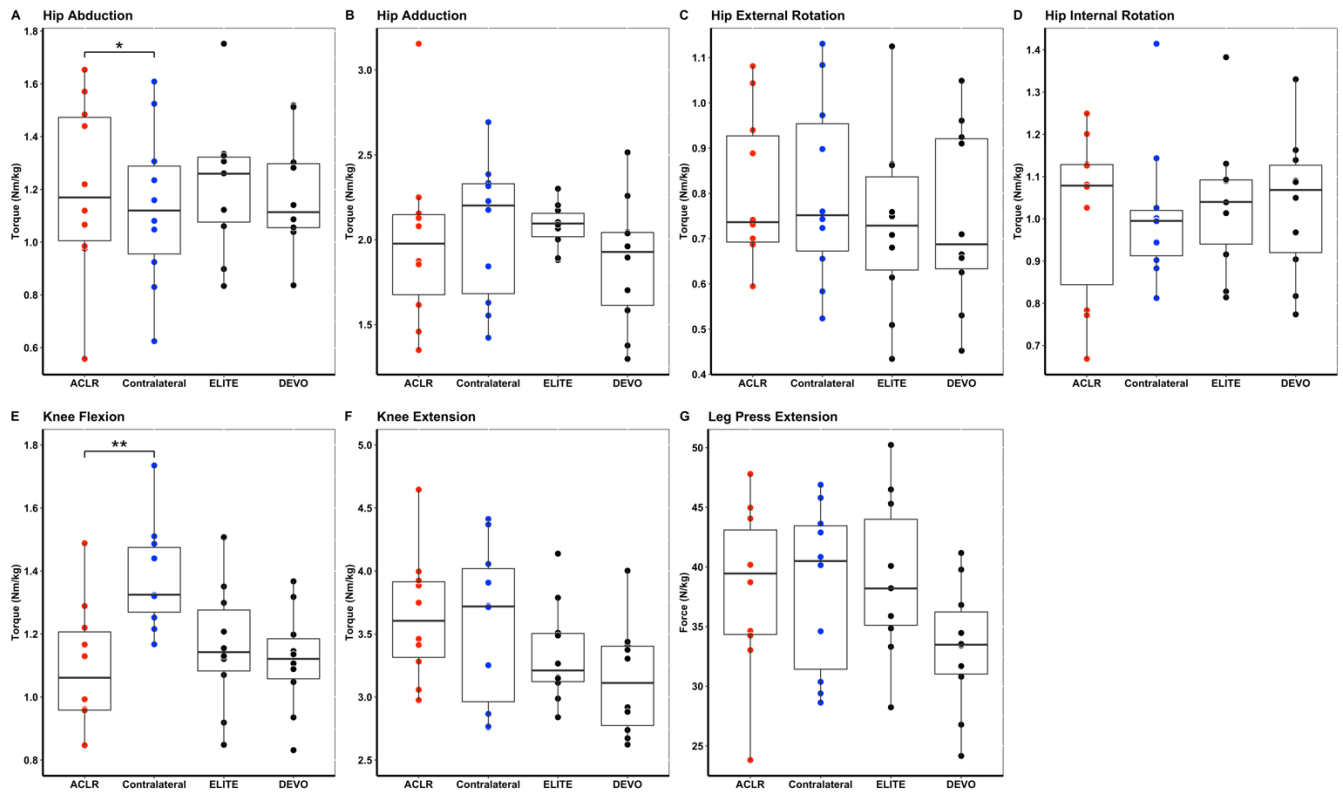 A Hip Abduction
1.8
1.6
1.4
1.2
1.0
0.8
0.6
Torque (Nm/kg)
*
ACLR Contralateral ELITE DEVO
B Hip Adduction
3.0
2.5
2.0
1.5
Torque (Nm/kg)
ACLR Contralateral ELITE DEVO
C Hip External Rotation
1.1
1.0
0.9
0.8
0.7
0.6
0.5
0.4
Torque (Nm/kg)
ACLR Contralateral ELITE DEVO
D Hip Internal Rotation
1.4
1.3
1.2
1.1
1.0
0.9
0.8
0.7
Torque (Nm/kg)
ACLR Contralateral ELITE DEVO
E Knee Flexion
1.8
1.6
1.4
1.2
1.0
0.8
Torque (Nm/kg)
**
ACLR Contralateral ELITE DEVO
F Knee Extension
5.0
4.5
4.0
3.5
3.0
2.5
Torque (Nm/kg)
ACLR Contralateral ELITE DEVO
G Leg Press Extension
50
45
40
35
30
25
Force (N/kg)
ACLR Contralateral ELITE DEVO